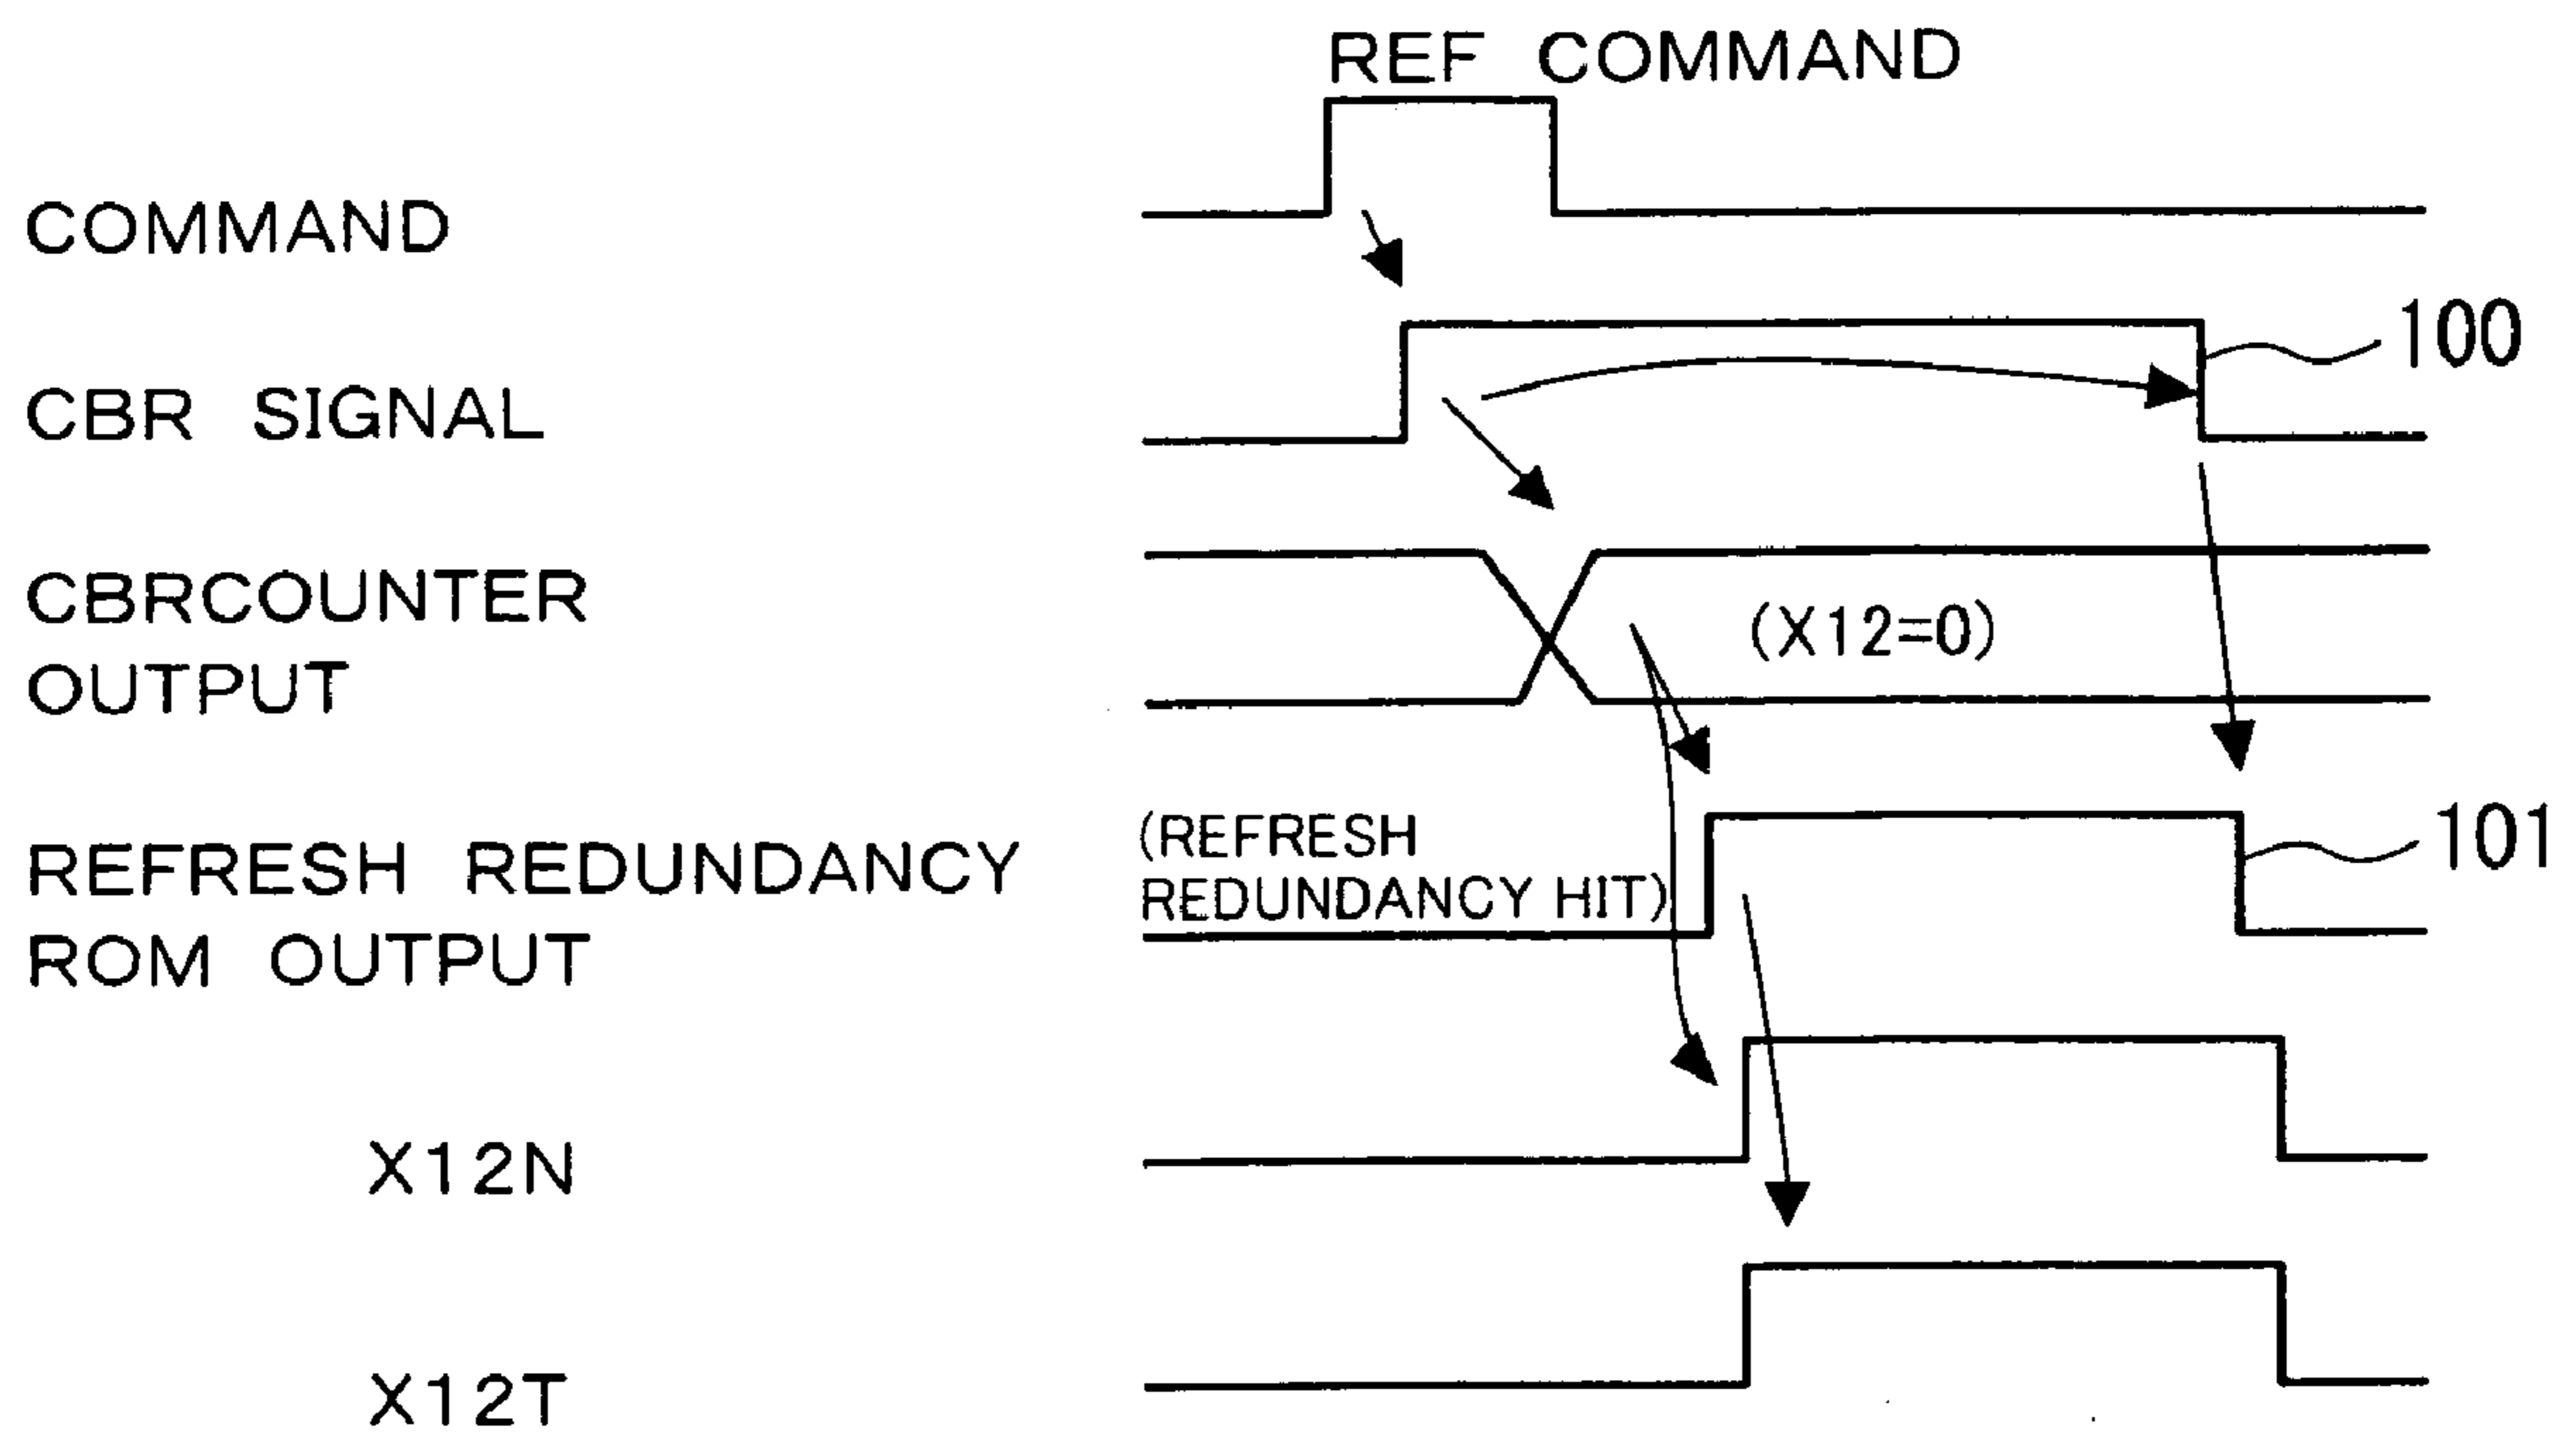 REF COMMAND
COMMAND
100
CBR SIGNAL
CBRCOUNTER
OUTPUT
(X12=0)
REFRESH REDUNDANCY
ROM OUTPUT
(REFRESH
REDUNDANCY HIT)
101
X12N
X12T